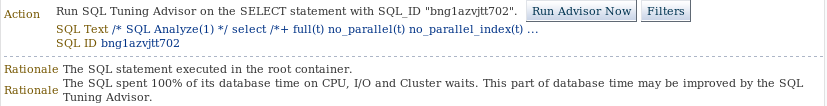 Action Run SQL Tuning Advisor on the SELECT statement with SQL_ID "bng1azvjtt702". Run Advisor Now Filters
SQL Text /* SQL Analyze(1) */ select /*+ full(t) no_parallel(t) no_parallel_index(t) ...
SQL ID bng1azvjtt702
Rationale The SQL statement executed in the root container.
Rationale The SQL spent 100% of its database time on CPU, I/O and Cluster waits. This part of database time may be improved by the SQL
Tuning Advisor.